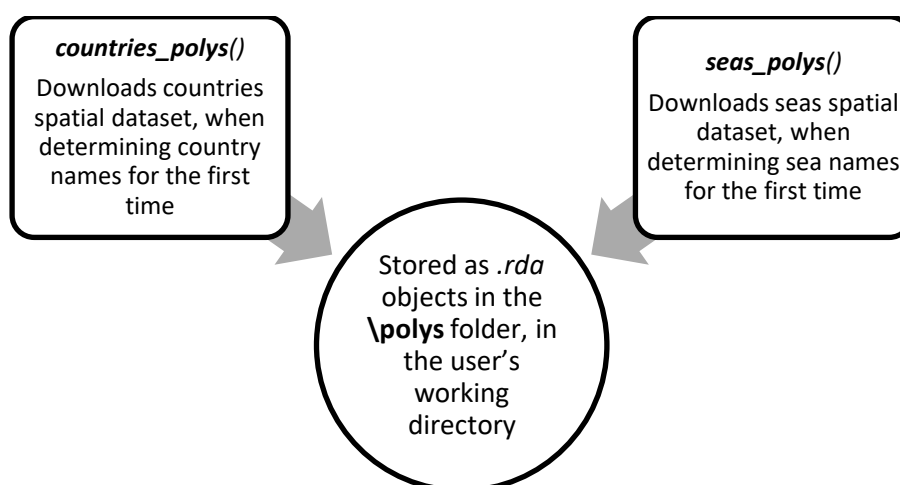 countries_polys()
Downloads countries
spatial dataset, when
determining country
names for the first
time
seas_polys()
Downloads seas spatial
dataset, when
determining sea names
for the first time
Stored as .rda
objects in the
\polys folder, in
the user’s
working
directory